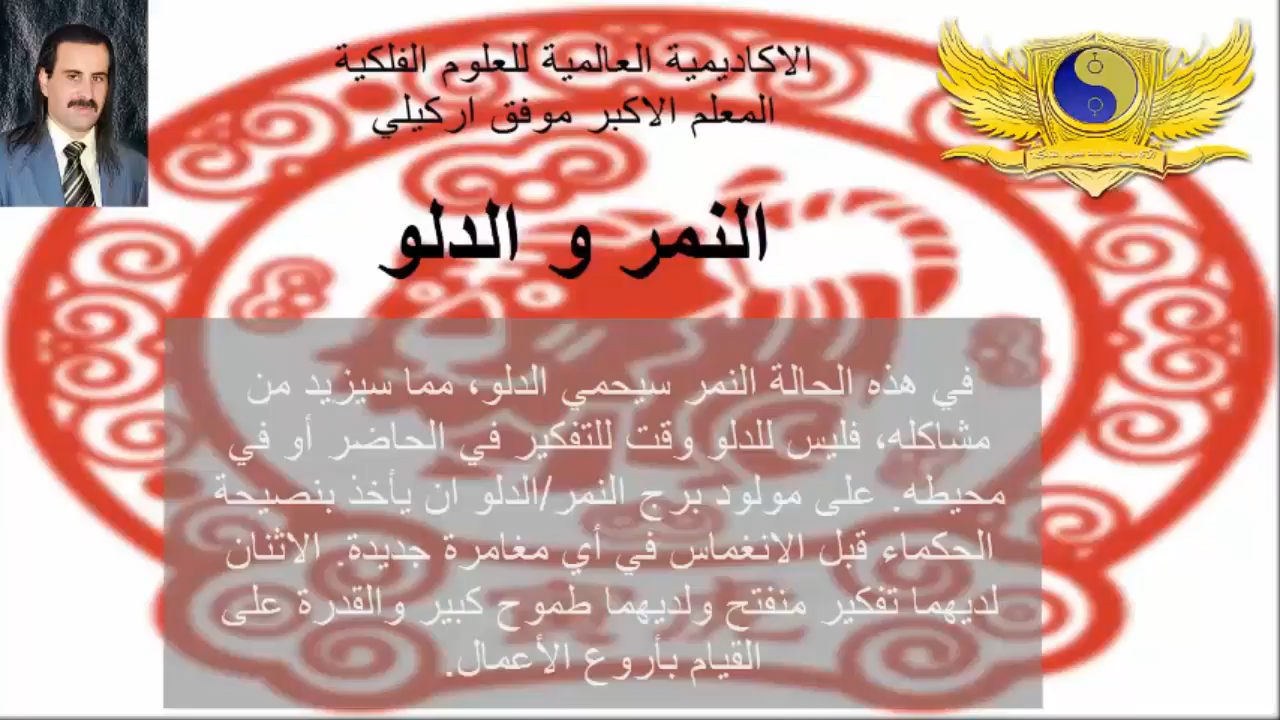 الاكاديمية العالمية للعلوم الفلكية
المعلم الاكبر موفق اركيلي
النمر و الدلو
في هذه الحالة النمر سيحمي الدلو، مما سيزيد من
مشاكله، فليس للدلو وقت للتفكير في الحاضر أو في
محيطه. على مولود برج النمر/الدلو ان يأخذ بنصيحة
الحكماء قبل الانغماس في أي مغامرة جديدة. الاثنان
لديهما تفكير منفتح ولديهما طموح كبير والقدرة على
القيام بأروع الأعمال.